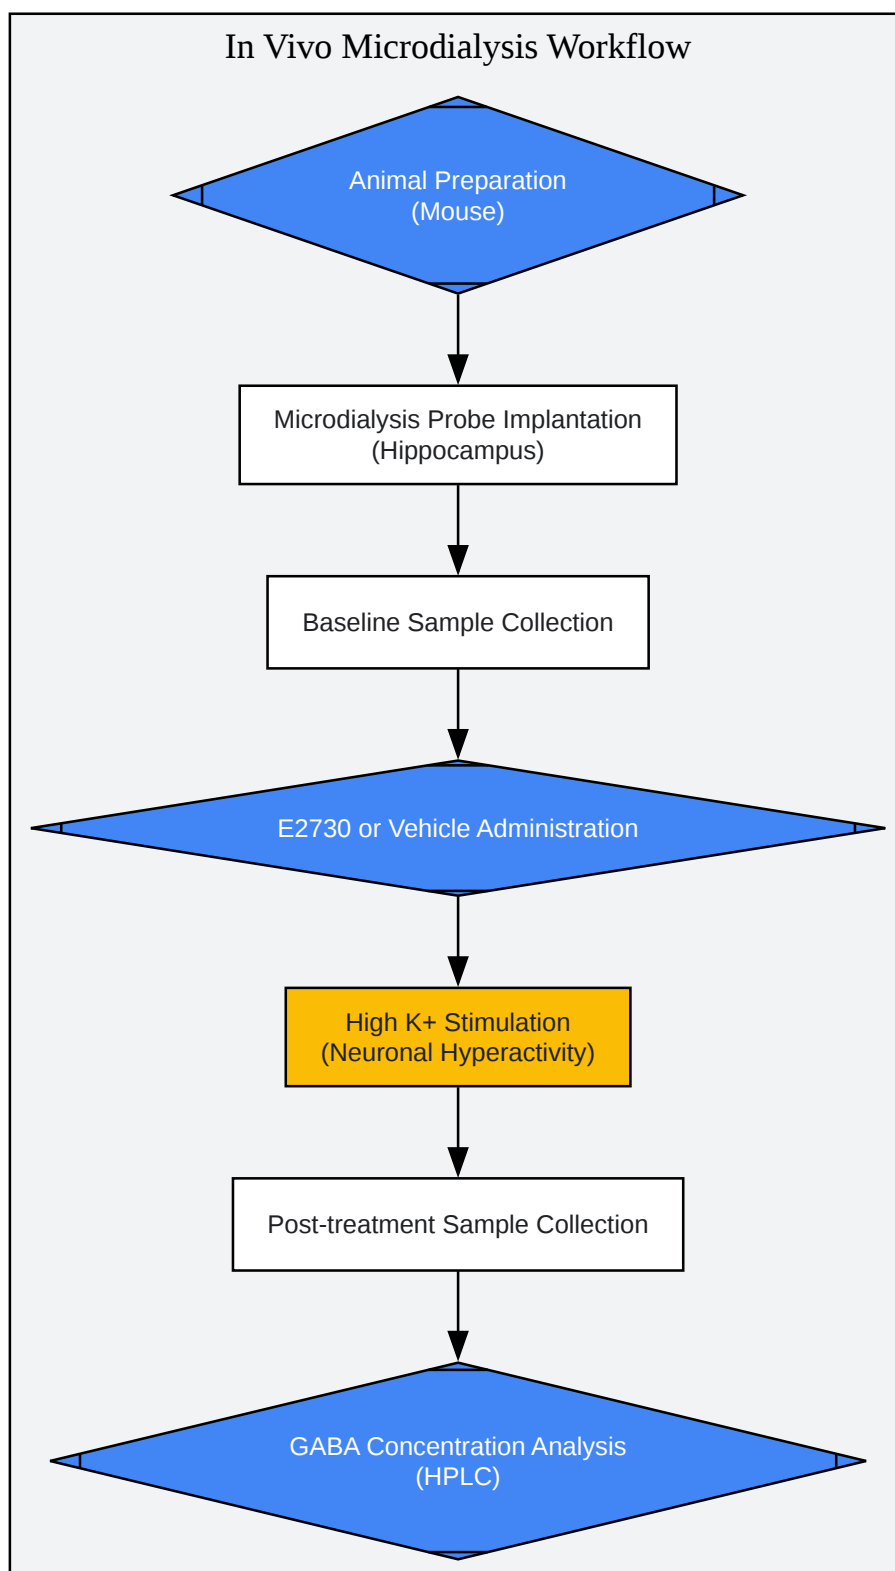 In Vivo Microdialysis Workflow
Animal Preparation
(Mouse)
Microdialysis Probe Implantation
(Hippocampus)
Baseline Sample Collection
E2730 or Vehicle Administration
High K+ Stimulation
(Neuronal Hyperactivity)
Post-treatment Sample Collection
GABA Concentration Analysis
(HPLC)